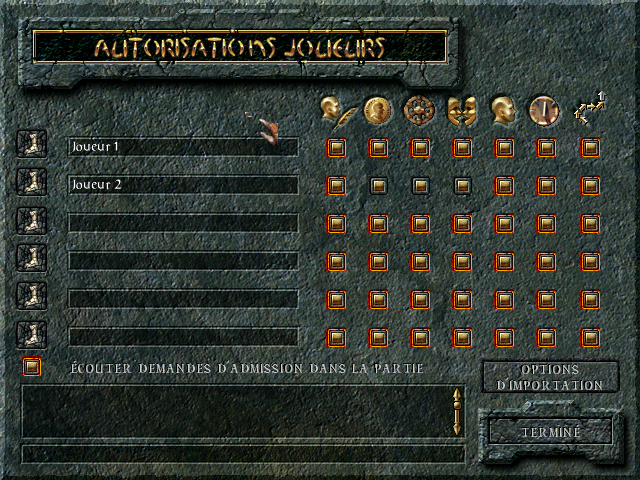 AUTORISATIONS JOUEURS
Joueur 1
Joueur 2
ÉCOUTER DEMANDES D'ADMISSION DANS LA PARTIE
OPTIONS
D'IMPORTATION
TERMINÉ